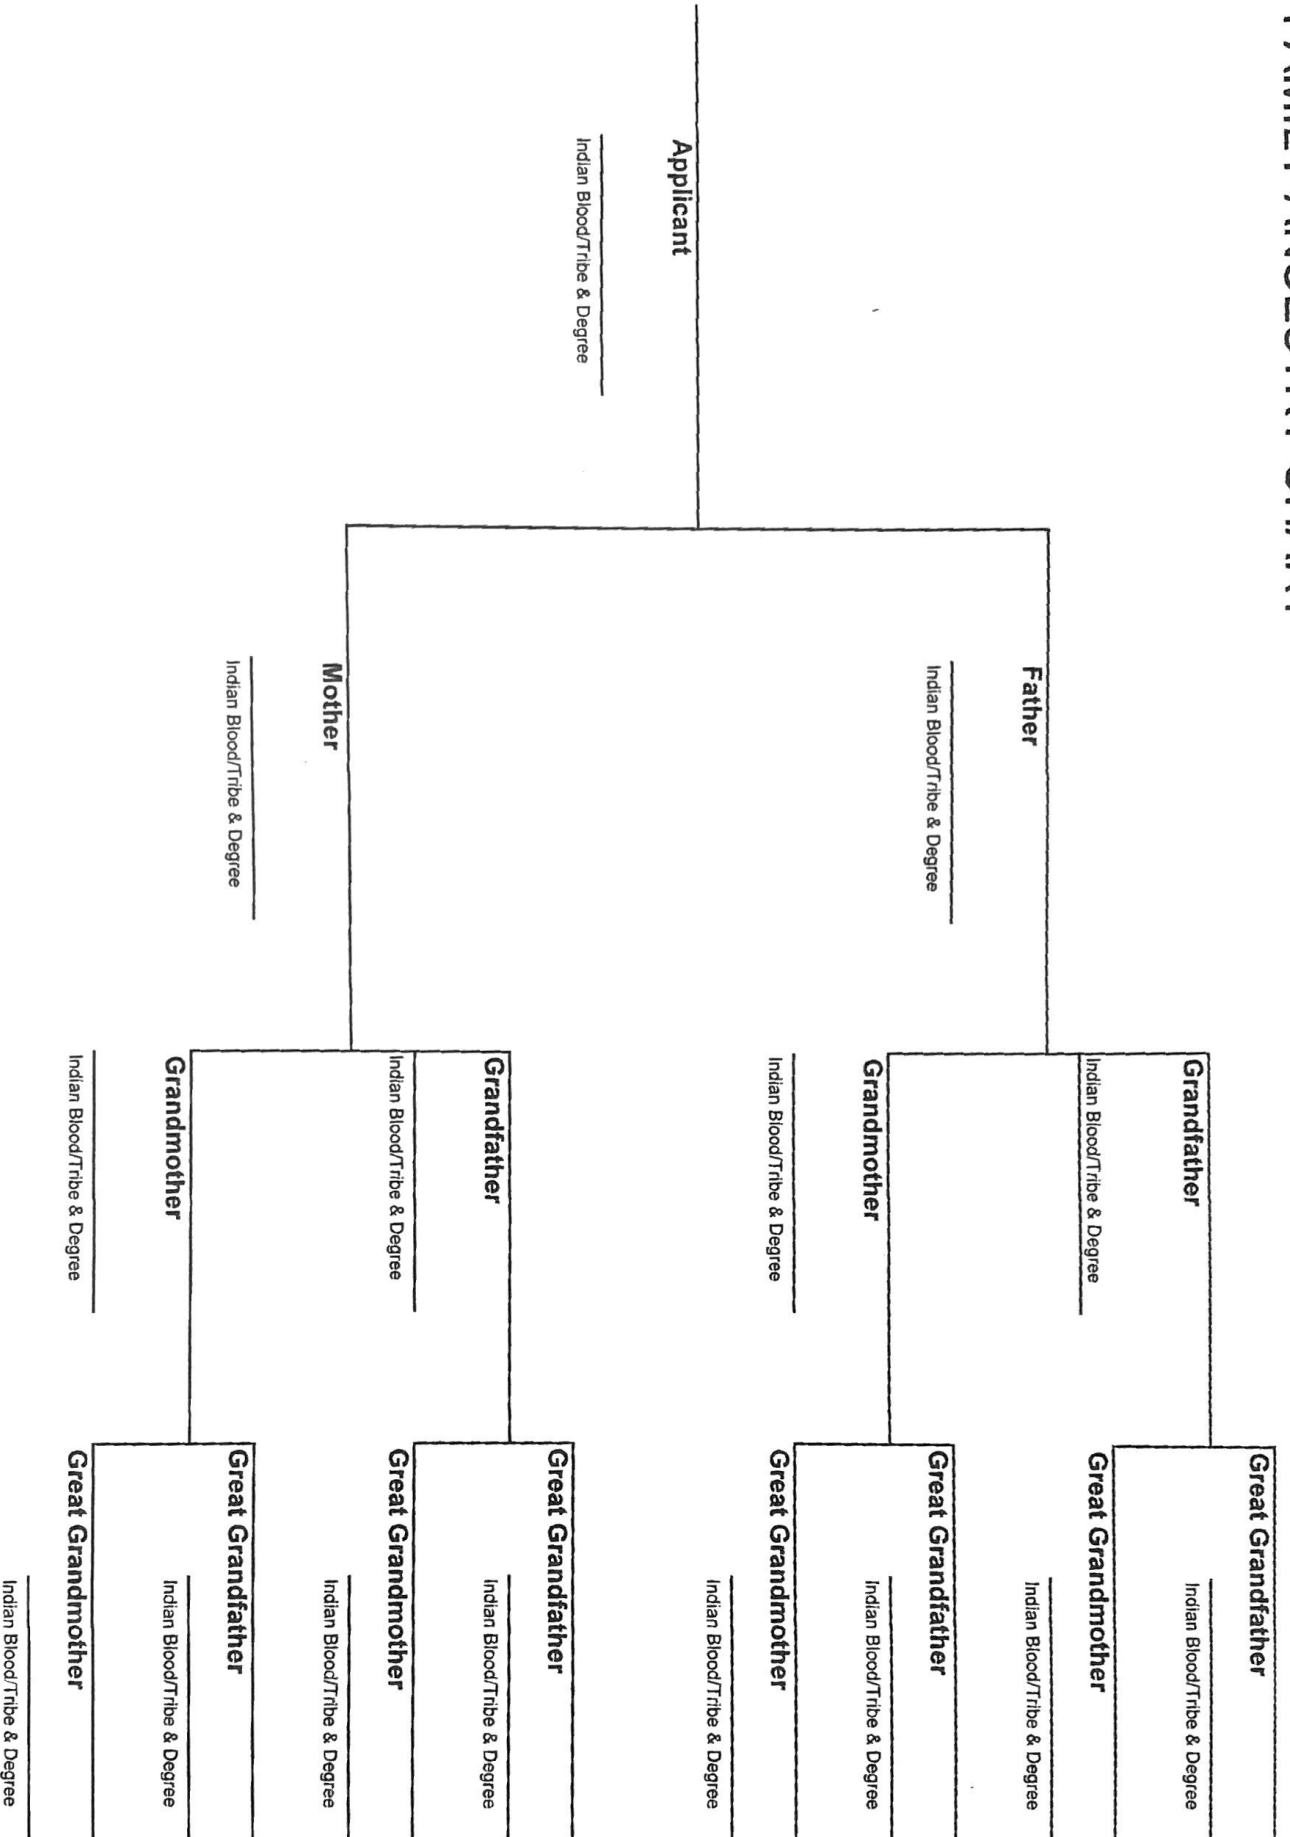 FAMILY ANCESTRY CHART
Great Grandfather
Grandfather
Indian Blood/Tribe & Degree
Indian Blood/Tribe & Degree
Great Grandmother
Father
Indian Blood/Tribe & Degree
Indian Blood/Tribe & Degree
Great Grandfather
Grandmother
Indian Blood/Tribe & Degree
Indian Blood/Tribe & Degree
Great Grandmother
Indian Blood/Tribe & Degree
Applicant
Indian Blood/Tribe & Degree
Great Grandfather
Grandfather
Indian Blood/Tribe & Degree
Indian Blood/Tribe & Degree
Great Grandmother
Mother
Indian Blood/Tribe & Degree
Indian Blood/Tribe & Degree
Great Grandfather
Grandmother
Indian Blood/Tribe & Degree
Indian Blood/Tribe & Degree
Great Grandmother
Indian Blood/Tribe & Degree